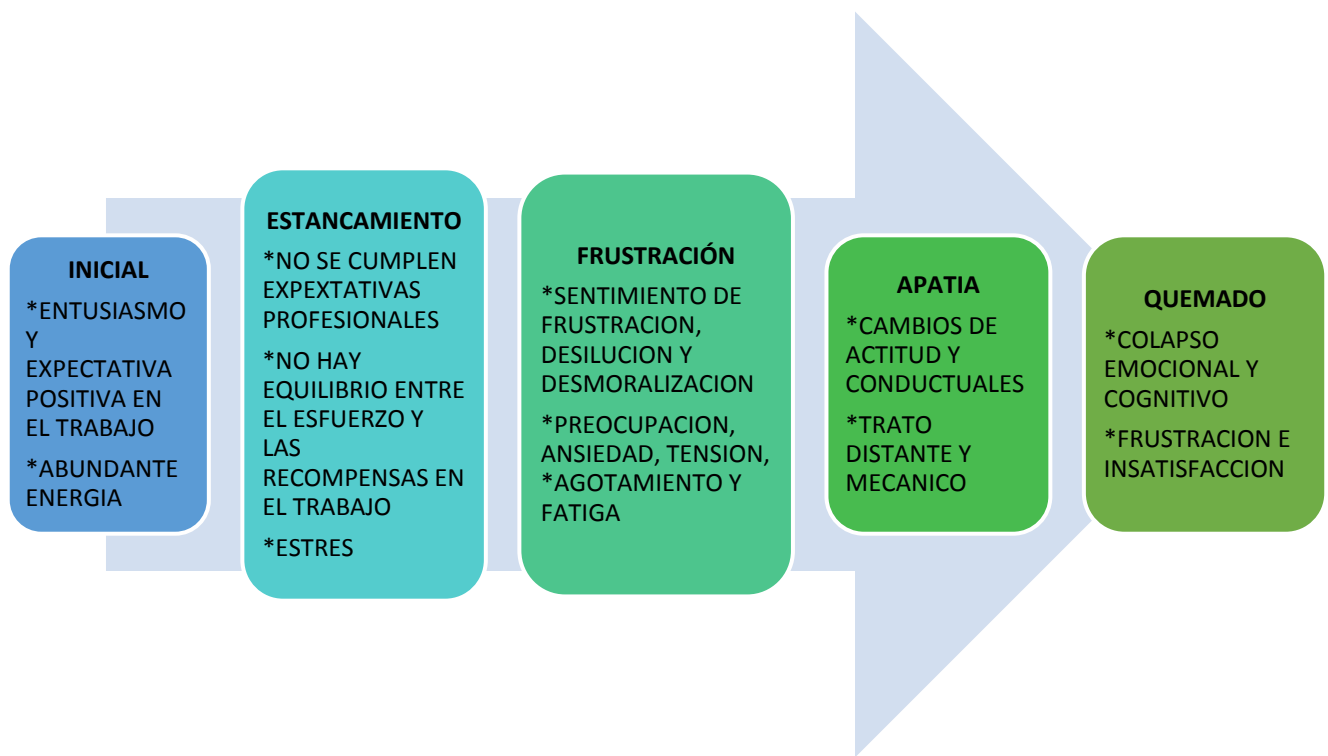 INICIAL
*ENTUSIASMO
Y
EXPECTATIVA
POSITIVA EN
EL TRABAJO
*ABUNDANTE
ENERGIA
ESTANCAMIENTO
*NO SE CUMPLEN
EXPEXTATIVAS
PROFESIONALES
*NO HAY
EQUILIBRIO ENTRE
EL ESFUERZO Y
LAS
RECOMPENSAS EN
EL TRABAJO
*ESTRES
FRUSTRACIÓN
*SENTIMIENTO DE
FRUSTRACION,
DESILUCION Y
DESMORALIZACION
*PREOCUPACION,
ANSIEDAD, TENSION,
*AGOTAMIENTO Y
FATIGA
APATIA
*CAMBIOS DE
ACTITUD Y
CONDUCTUALES
*TRATO
DISTANTE Y
MECANICO
QUEMADO
*COLAPSO
EMOCIONAL Y
COGNITIVO
*FRUSTRACION E
INSATISFACCION